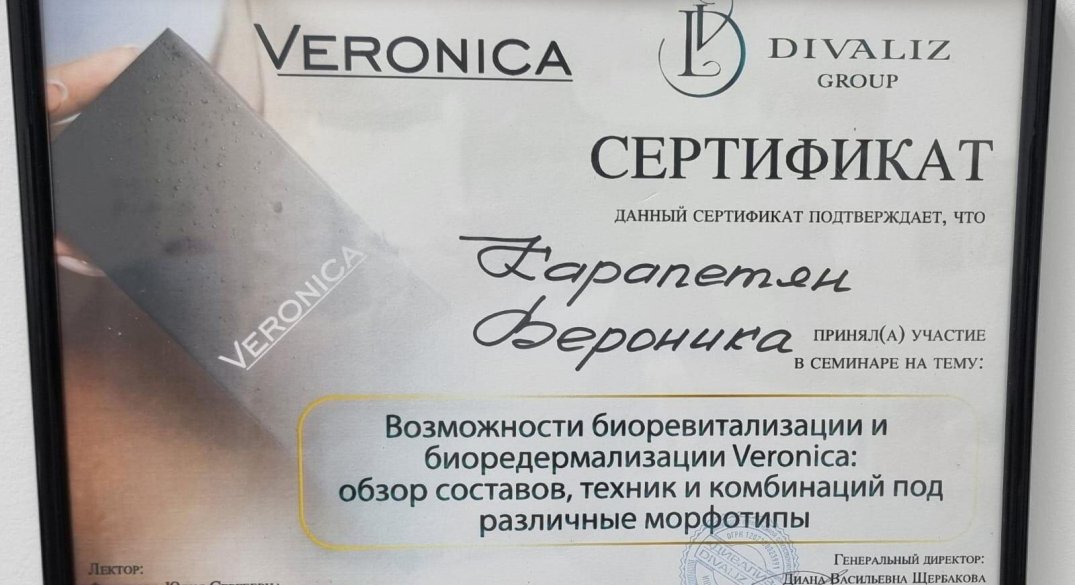 VERONICA
DIVALIZ
GROUP
СЕРТИФИКАТ
ДАННЫЙ СЕРТИФИКАТ ПОДТВЕРЖДАЕТ, ЧТО
Карапетян
Вероника
ПРИНЯЛ(А) УЧАСТИЕ
В СЕМИНАРЕ НА ТЕМУ:
VERONICA
Возможности биоревитализации и
биоредермализации Veronica:
обзор составов, техник и комбинаций под
различные морфотипы
ЛЕКТОР:
ГЕНЕРАЛЬНЫЙ ДИРЕКТОР:
ДИАНА ВАСИЛЬЕВНА ЩЕРБАКОВА